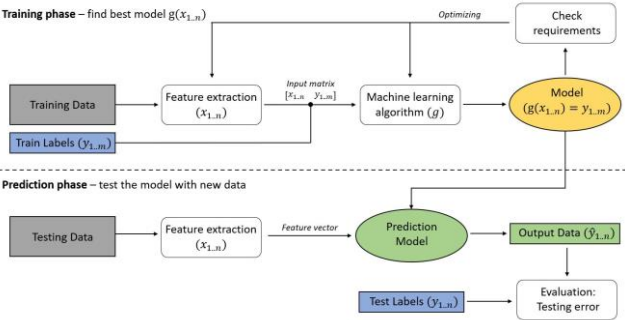 Training phase – find best model g(x₁..ₙ)
Optimizing
Check
requirements
Training Data
Feature extraction
(x₁..ₙ)
Input matrix
[x₁..ₙ y₁..ₘ]
Machine learning
algorithm (g)
Model
(g(x₁..ₙ) = y₁..ₘ)
Train Labels (y₁..ₘ)
Prediction phase – test the model with new data
Testing Data
Feature extraction
(x₁..ₙ)
Feature vector
Prediction
Model
Output Data (ŷ₁..ₙ)
Test Labels (y₁..ₙ)
Evaluation:
Testing error